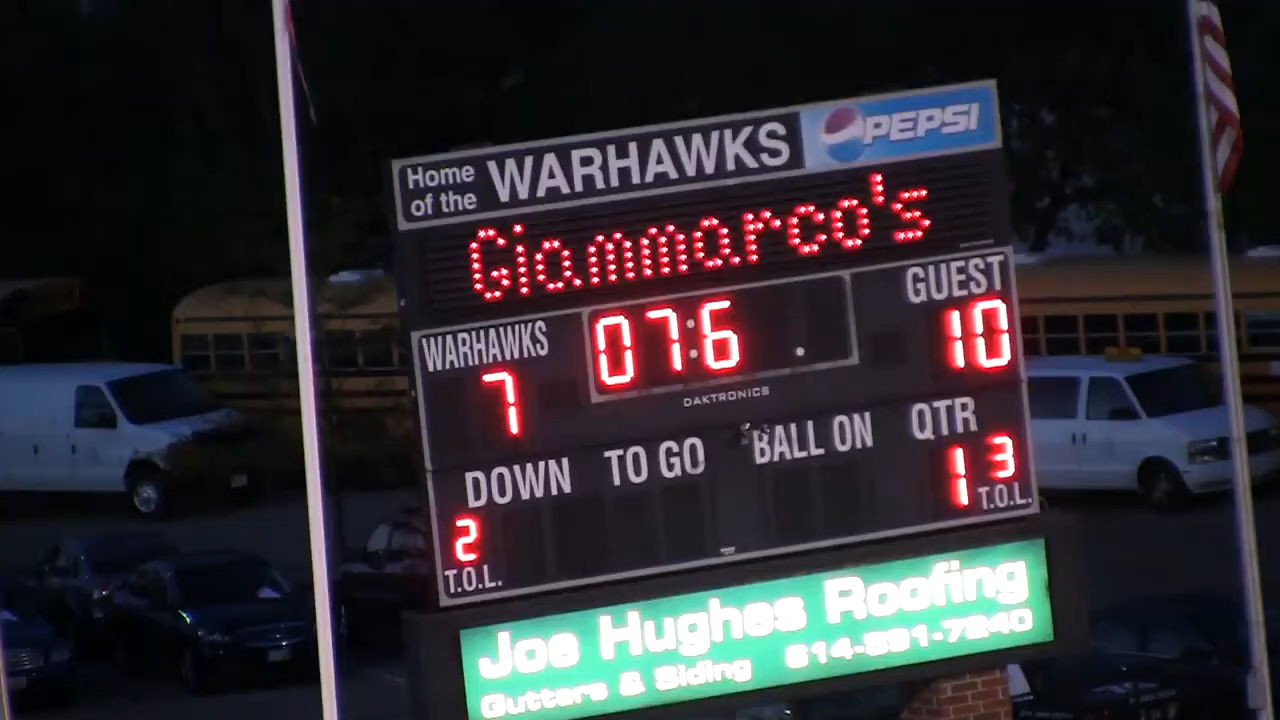 Home of the WARHAWKS PEPSI
Giammarco's
WARHAWKS 07:6 GUEST
7 10
DAKTRONICS
DOWN TO GO BALL ON QTR
2 1 3
T.O.L. T.O.L.
Joe Hughes Roofing
Gutters & Siding 614-891-7240